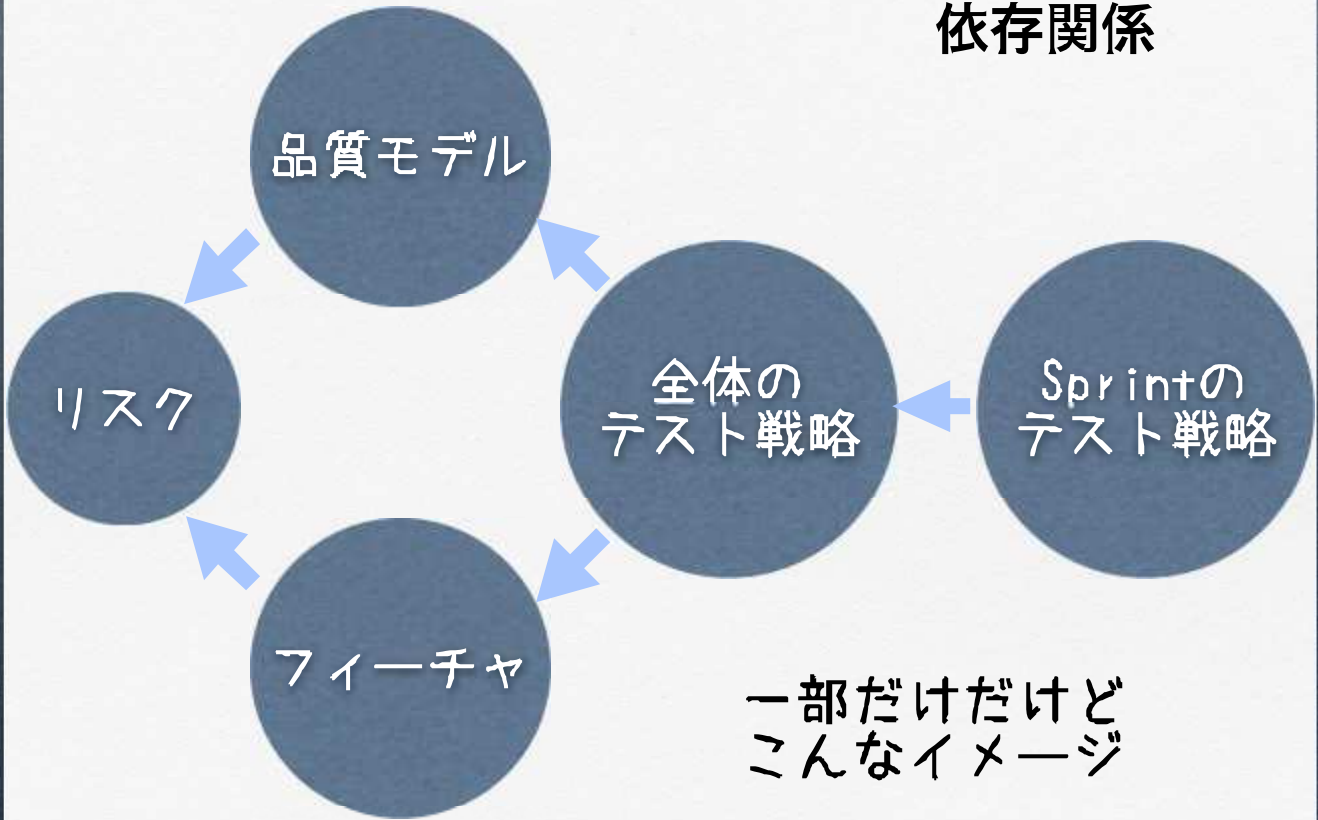 依存関係
品質モデル
リスク
全体の
テスト戦略
Sprintの
テスト戦略
フィーチャ
一部だけだけど
こんなイメージ